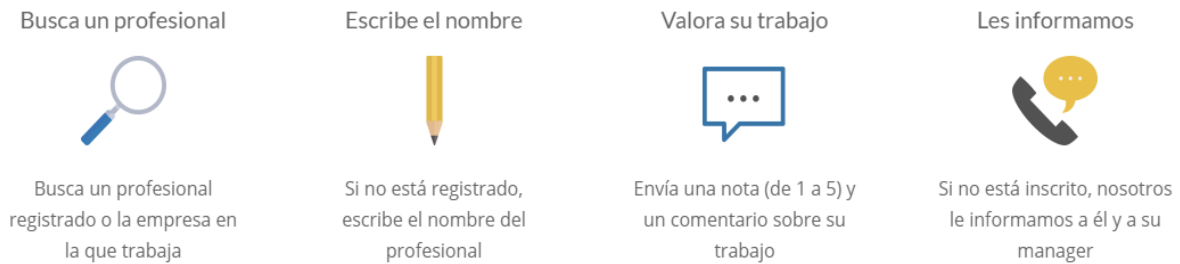 Busca un profesional
Busca un profesional
registrado o la empresa en
la que trabaja
Escribe el nombre
Si no está registrado,
escribe el nombre del
profesional
Valora su trabajo
Envía una nota (de 1 a 5) y
un comentario sobre su
trabajo
Les informamos
Si no está inscrito, nosotros
le informamos a él y a su
manager